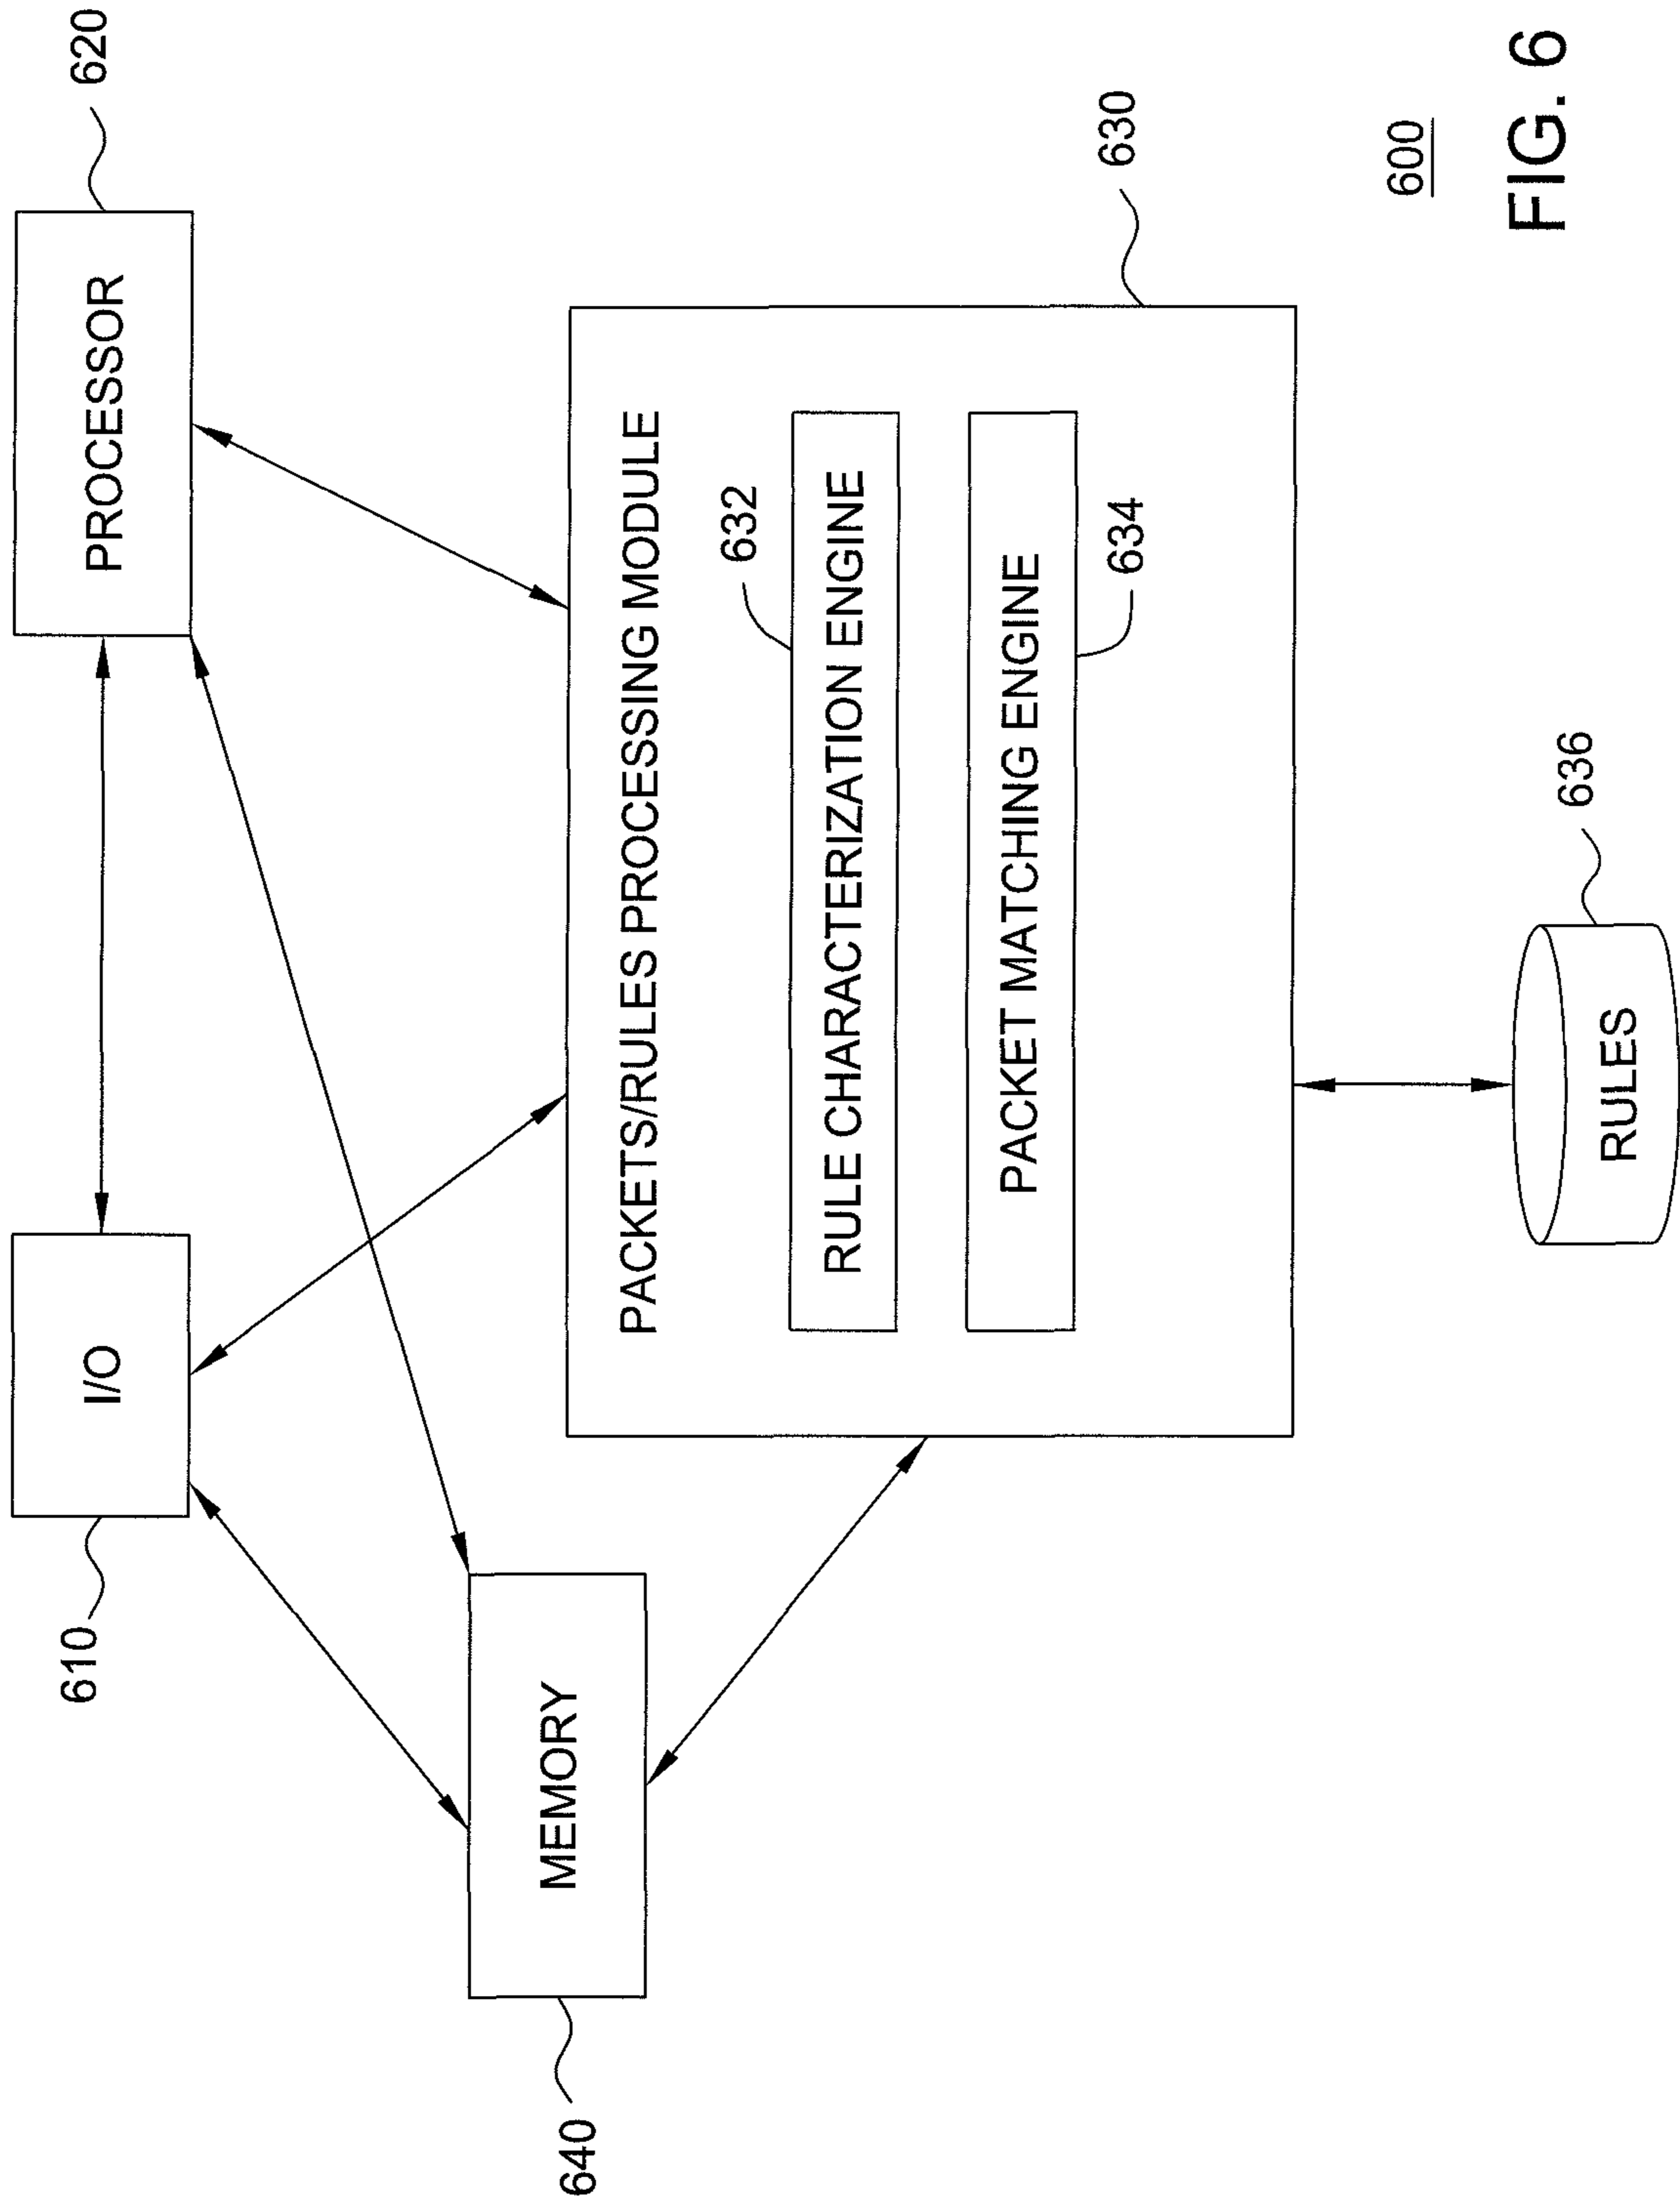 610
I/O
PROCESSOR
620
640
MEMORY
PACKETS/RULES PROCESSING MODULE
632
RULE CHARACTERIZATION ENGINE
PACKET MATCHING ENGINE
634
630
RULES
636
600
FIG. 6